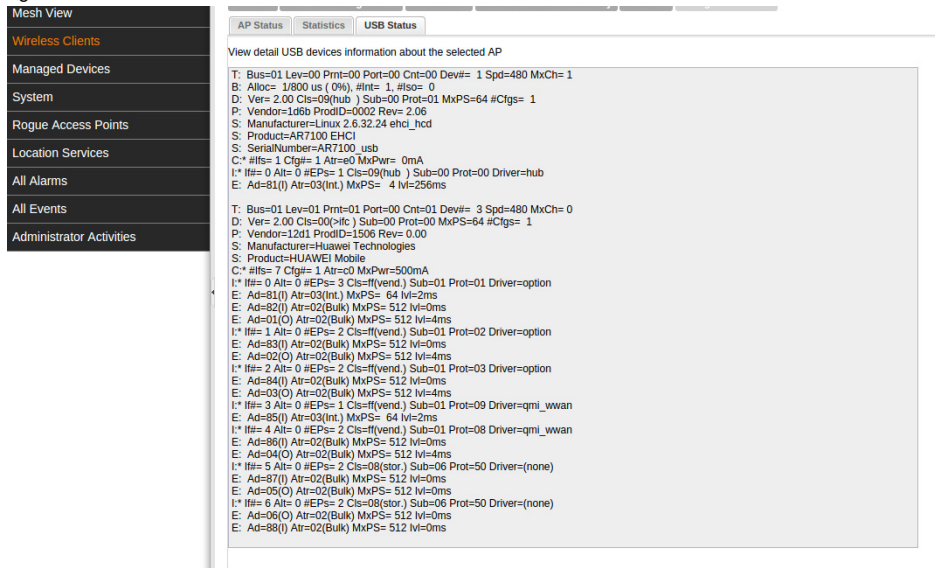 Mesh View
Wireless Clients
Managed Devices
System
Rogue Access Points
Location Services
All Alarms
All Events
Administrator Activities
AP Status Statistics USB Status
View detail USB devices information about the selected AP
T: Bus=01 Lev=00 Prnt=00 Port=00 Cnt=00 Dev#= 1 Spd=480 MxCh= 1
B: Alloc= 1/800 us ( 0%), #Int= 1, #Iso= 0
D: Ver= 2.00 Cls=09(hub ) Sub=00 Prot=01 MxPS=64 #Cfgs= 1
P: Vendor=1d6b ProdID=0002 Rev= 2.06
S: Manufacturer=Linux 2.6.32.24 ehci_hcd
S: Product=AR7100 EHCI
S: SerialNumber=AR7100_usb
C:* #Ifs= 1 Cfg#= 1 Atr=e0 MxPwr= 0mA
I:* If#= 0 Alt= 0 #EPs= 1 Cls=09(hub ) Sub=00 Prot=00 Driver=hub
E: Ad=81(I) Atr=03(Int.) MxPS= 4 Ivl=256ms
T: Bus=01 Lev=01 Prnt=01 Port=00 Cnt=01 Dev#= 3 Spd=480 MxCh= 0
D: Ver= 2.00 Cls=00(>ifc ) Sub=00 Prot=00 MxPS=64 #Cfgs= 1
P: Vendor=12d1 ProdID=1506 Rev= 0.00
S: Manufacturer=Huawei Technologies
S: Product=HUAWEI Mobile
C:* #Ifs= 7 Cfg#= 1 Atr=c0 MxPwr=500mA
I:* If#= 0 Alt= 0 #EPs= 3 Cls=ff(vend.) Sub=01 Prot=01 Driver=option
E: Ad=81(I) Atr=03(Int.) MxPS= 64 Ivl=2ms
E: Ad=82(I) Atr=02(Bulk) MxPS= 512 Ivl=0ms
E: Ad=01(O) Atr=02(Bulk) MxPS= 512 Ivl=4ms
I:* If#= 1 Alt= 0 #EPs= 2 Cls=ff(vend.) Sub=01 Prot=02 Driver=option
E: Ad=83(I) Atr=02(Bulk) MxPS= 512 Ivl=0ms
E: Ad=02(O) Atr=02(Bulk) MxPS= 512 Ivl=4ms
I:* If#= 2 Alt= 0 #EPs= 2 Cls=ff(vend.) Sub=01 Prot=03 Driver=option
E: Ad=84(I) Atr=02(Bulk) MxPS= 512 Ivl=0ms
E: Ad=03(O) Atr=02(Bulk) MxPS= 512 Ivl=4ms
I:* If#= 3 Alt= 0 #EPs= 1 Cls=ff(vend.) Sub=01 Prot=09 Driver=qmi_wwan
E: Ad=85(I) Atr=03(Int.) MxPS= 64 Ivl=2ms
I:* If#= 4 Alt= 0 #EPs= 2 Cls=ff(vend.) Sub=01 Prot=08 Driver=qmi_wwan
E: Ad=86(I) Atr=02(Bulk) MxPS= 512 Ivl=0ms
E: Ad=04(O) Atr=02(Bulk) MxPS= 512 Ivl=4ms
I:* If#= 5 Alt= 0 #EPs= 2 Cls=08(stor.) Sub=06 Prot=50 Driver=(none)
E: Ad=87(I) Atr=02(Bulk) MxPS= 512 Ivl=0ms
E: Ad=05(O) Atr=02(Bulk) MxPS= 512 Ivl=0ms
I:* If#= 6 Alt= 0 #EPs= 2 Cls=08(stor.) Sub=06 Prot=50 Driver=(none)
E: Ad=06(O) Atr=02(Bulk) MxPS= 512 Ivl=0ms
E: Ad=88(I) Atr=02(Bulk) MxPS= 512 Ivl=0ms